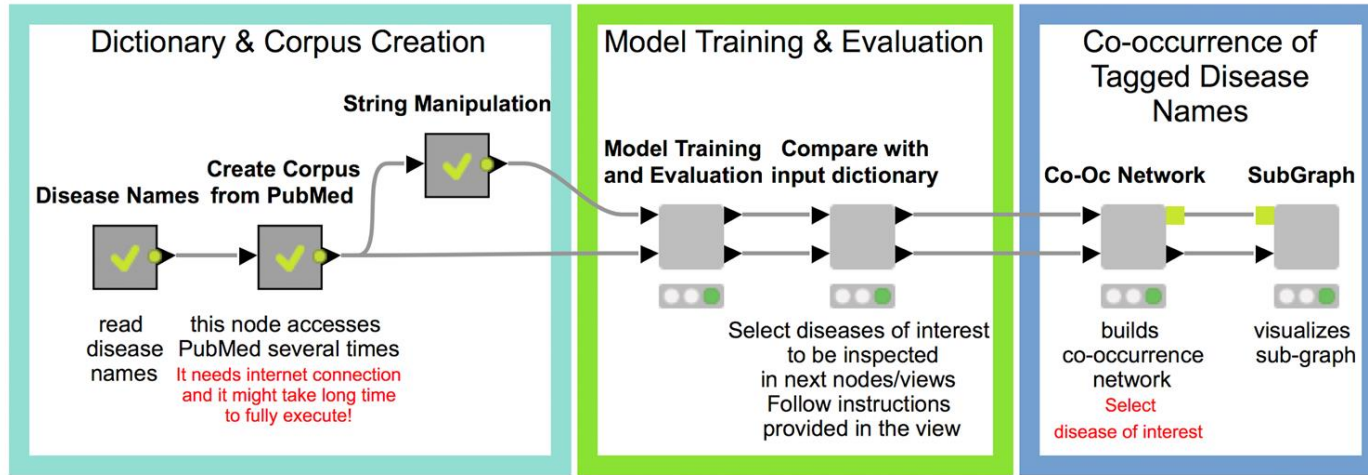 Dictionary & Corpus Creation
String Manipulation
Create Corpus
from PubMed
Disease Names
read
disease
names
this node accesses
PubMed several times
It needs internet connection
and it might take long time
to fully execute!
Model Training & Evaluation
Model Training
and Evaluation
Compare with
input dictionary
Select diseases of interest
to be inspected
in next nodes/views
Follow instructions
provided in the view
Co-occurrence of
Tagged Disease
Names
Co-Oc Network
SubGraph
builds
co-occurrence
network
Select
disease of interest
visualizes
sub-graph